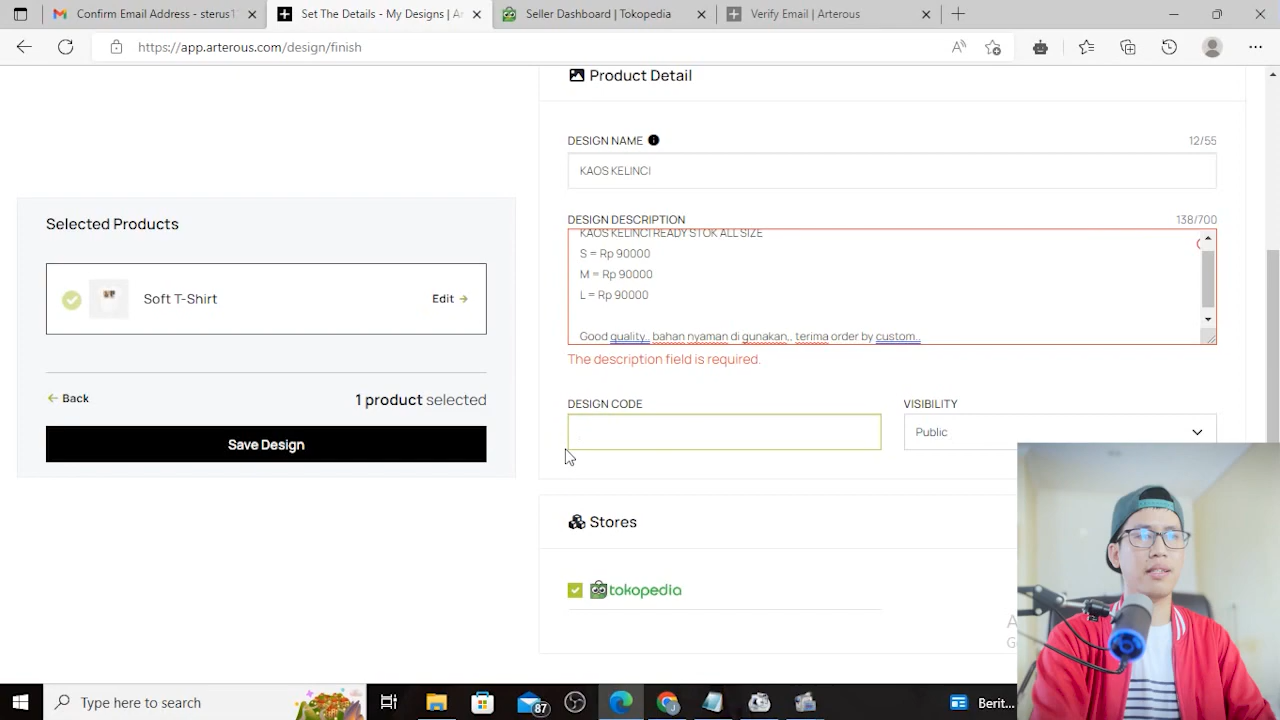 Confirm Email Address - sterus1
Set The Details - My Designs | Ar
Seller Dashboard | Tokopedia
Verify Email | Arterous
https://app.arterous.com/design/finish
Product Detail
DESIGN NAME
12/55
KAOS KELINCI
DESIGN DESCRIPTION
138/700
KAOS KELINCI READY STOK ALL SIZE
S = Rp 90000
M = Rp 90000
L = Rp 90000
Good quality.. bahan nyaman di gunakan,, terima order by custom..
The description field is required.
DESIGN CODE
VISIBILITY
Public
Selected Products
Soft T-Shirt
Edit
Back
1 product selected
Save Design
Stores
tokopedia
Type here to search
87
Berit...